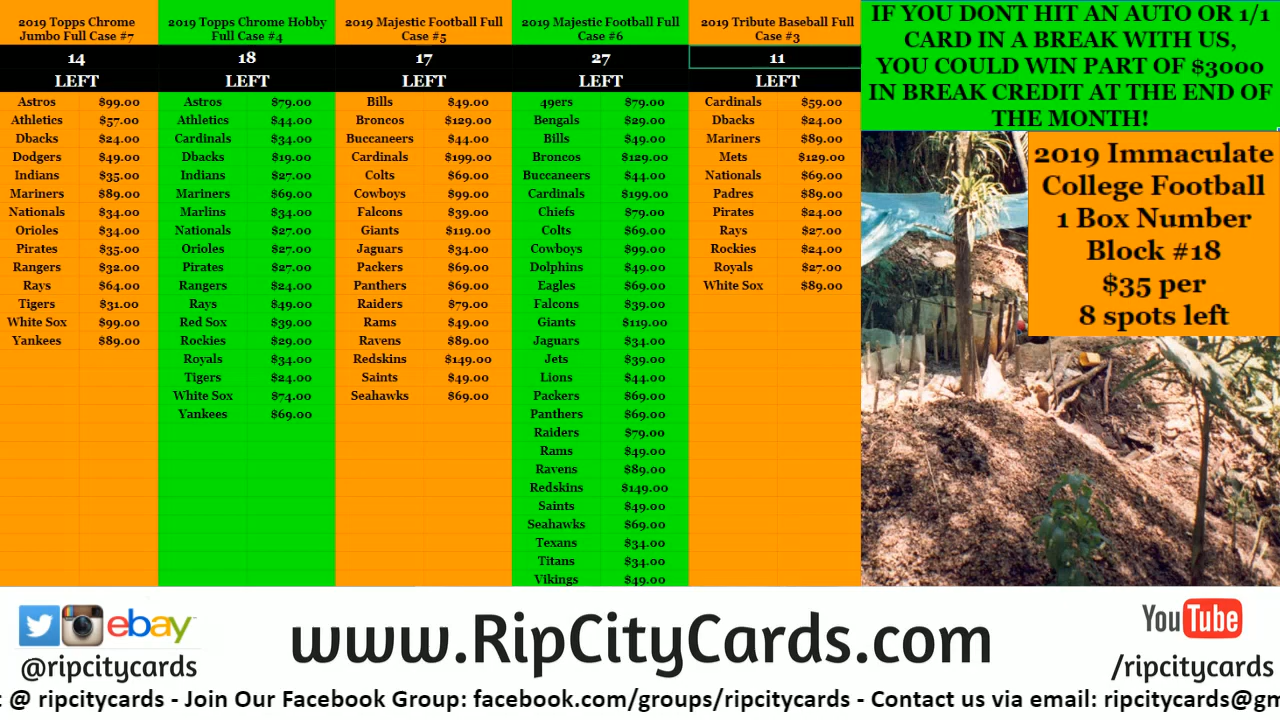 2019 Topps Chrome
Jumbo Full Case #7
14
LEFT
Astros $99.00
Athletics $57.00
Dbacks $24.00
Dodgers $49.00
Indians $35.00
Mariners $89.00
Nationals $34.00
Orioles $34.00
Pirates $35.00
Rangers $32.00
Rays $64.00
Tigers $31.00
White Sox $99.00
Yankees $89.00
2019 Topps Chrome Hobby
Full Case #4
18
LEFT
Astros $79.00
Athletics $44.00
Cardinals $34.00
Dbacks $19.00
Indians $27.00
Mariners $69.00
Marlins $34.00
Nationals $27.00
Orioles $27.00
Pirates $27.00
Rangers $24.00
Rays $49.00
Red Sox $39.00
Rockies $29.00
Royals $34.00
Tigers $24.00
White Sox $74.00
Yankees $69.00
2019 Majestic Football Full
Case #5
17
LEFT
Bills $49.00
Broncos $129.00
Buccaneers $44.00
Cardinals $199.00
Colts $69.00
Cowboys $99.00
Falcons $39.00
Giants $119.00
Jaguars $34.00
Packers $69.00
Panthers $69.00
Raiders $79.00
Rams $49.00
Ravens $89.00
Redskins $149.00
Saints $49.00
Seahawks $69.00
2019 Majestic Football Full
Case #6
27
LEFT
49ers $79.00
Bengals $29.00
Bills $49.00
Broncos $129.00
Buccaneers $44.00
Cardinals $199.00
Chiefs $79.00
Colts $69.00
Cowboys $99.00
Dolphins $49.00
Eagles $69.00
Falcons $39.00
Giants $119.00
Jaguars $34.00
Jets $39.00
Lions $44.00
Packers $69.00
Panthers $69.00
Raiders $79.00
Rams $49.00
Ravens $89.00
Redskins $149.00
Saints $49.00
Seahawks $69.00
Texans $34.00
Titans $34.00
Vikings $49.00
2019 Tribute Baseball Full
Case #3
11
LEFT
Cardinals $59.00
Dbacks $24.00
Mariners $89.00
Mets $129.00
Nationals $69.00
Padres $89.00
Pirates $24.00
Rays $27.00
Rockies $24.00
Royals $27.00
White Sox $89.00
IF YOU DONT HIT AN AUTO OR 1/1
CARD IN A BREAK WITH US,
YOU COULD WIN PART OF $3000
IN BREAK CREDIT AT THE END OF
THE MONTH!
2019 Immaculate
College Football
1 Box Number
Block #18
$35 per
8 spots left
ebay
@ripcitycards
www.RipCityCards.com
YouTube
/ripcitycards
@ ripcitycards - Join Our Facebook Group: facebook.com/groups/ripcitycards - Contact us via email: ripcitycards@gm